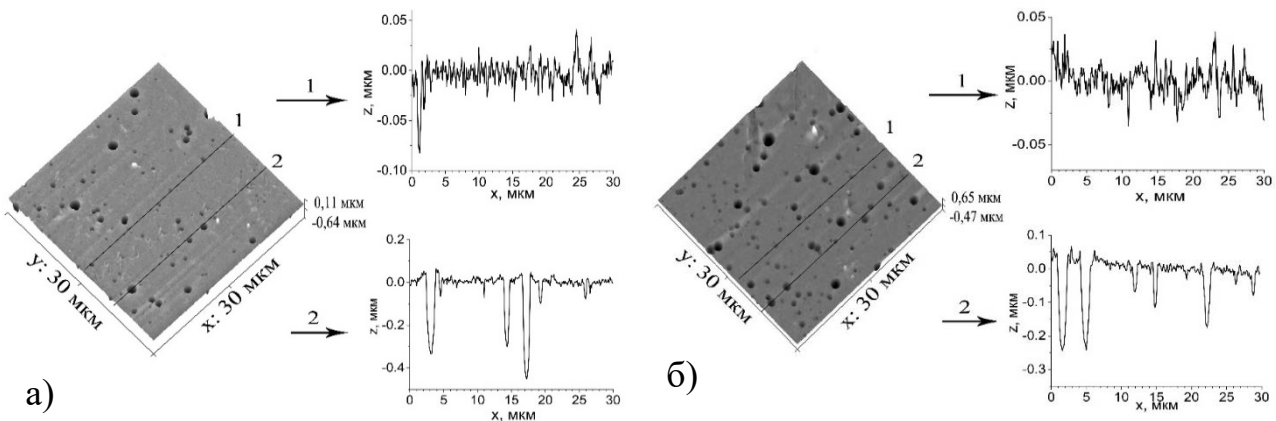 0.05
0.00
-0.05
-0.10
z, мкм
0 5 10 15 20 25 30
x, мкм
1
1
2
0,11 мкм
-0,64 мкм
y: 30 мкм
x: 30 мкм
2
0.2
0.0
-0.2
-0.4
z, мкм
0 5 10 15 20 25 30
x, мкм
а)
0.05
0.00
-0.05
z, мкм
0 5 10 15 20 25 30
x, мкм
1
1
2
0,65 мкм
-0,47 мкм
y: 30 мкм
x: 30 мкм
2
0.1
0.0
-0.1
-0.2
-0.3
z, мкм
0 5 10 15 20 25 30
x, мкм
б)